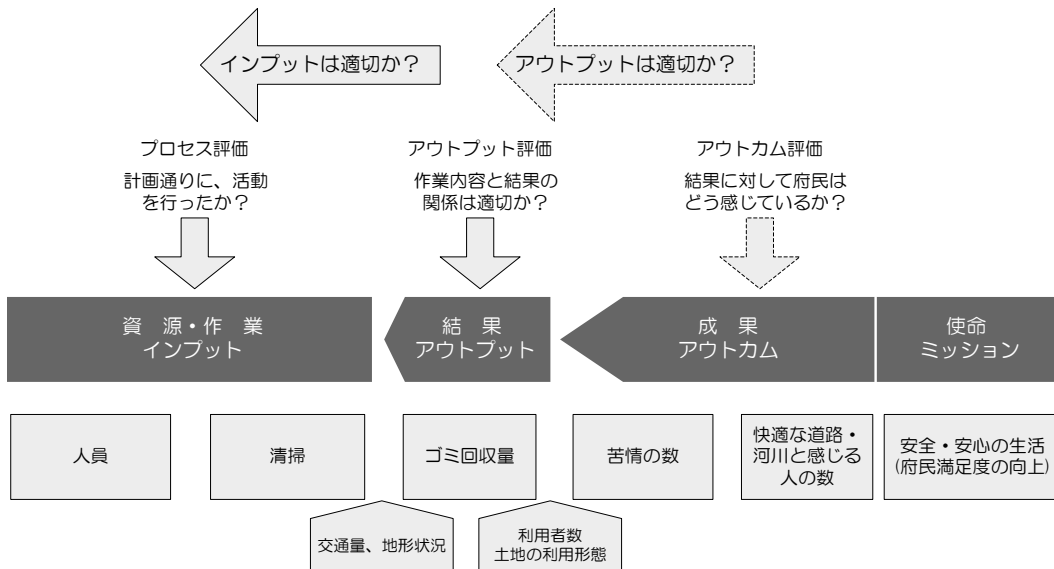 インプットは適切か？
アウトプットは適切か？
プロセス評価
計画通りに、活動
を行ったか？
アウトプット評価
作業内容と結果の
関係は適切か？
アウトカム評価
結果に対して府民は
どう感じているか？
資　源・作　業
インプット
結　果
アウトプット
成　果
アウトカム
使命
ミッション
人員
清掃
ゴミ回収量
苦情の数
快適な道路・
河川と感じる
人の数
安全・安心の生活
(府民満足度の向上)
交通量、地形状況
利用者数
土地の利用形態